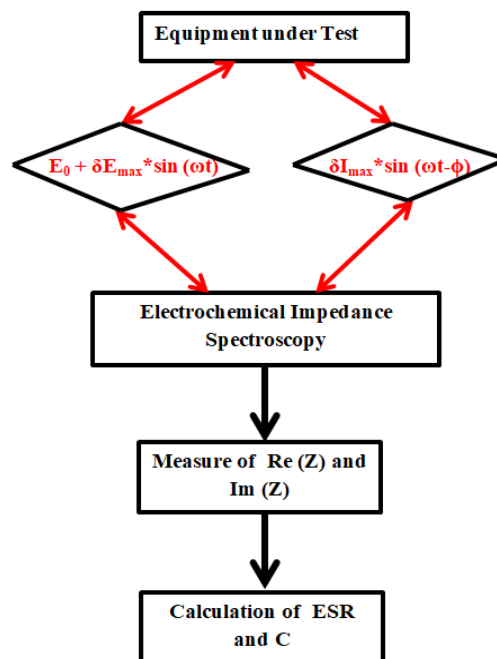 Equipment under Test
E₀ + δEₘₐₓ*sin (ωt)
δIₘₐₓ*sin (ωt-ϕ)
Electrochemical Impedance
Spectroscopy
Measure of Re (Z) and
Im (Z)
Calculation of ESR
and C